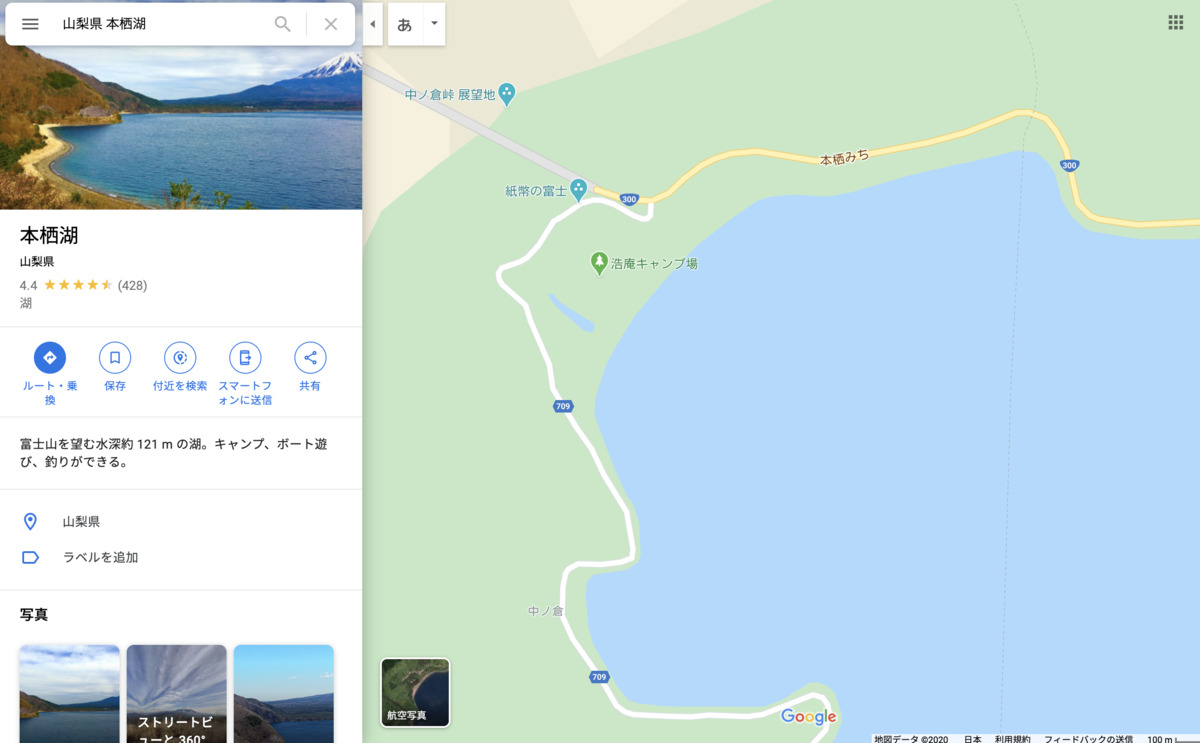 山梨県 本栖湖
あ
本栖湖
山梨県
4.4
(428)
湖
ルート・乗
換
保存
付近を検索
スマートフ
ォンに送信
共有
富士山を望む水深約 121 m の湖。キャンプ、ボート遊
び、釣りができる。
山梨県
ラベルを追加
写真
ストリートビ
ューと 360°
中ノ倉峠 展望地
本栖みち
300
紙幣の富士
300
浩庵キャンプ場
709
中ノ倉
709
航空写真
Google
地図データ ©2020 日本 利用規約 フィードバックの送信 100 m